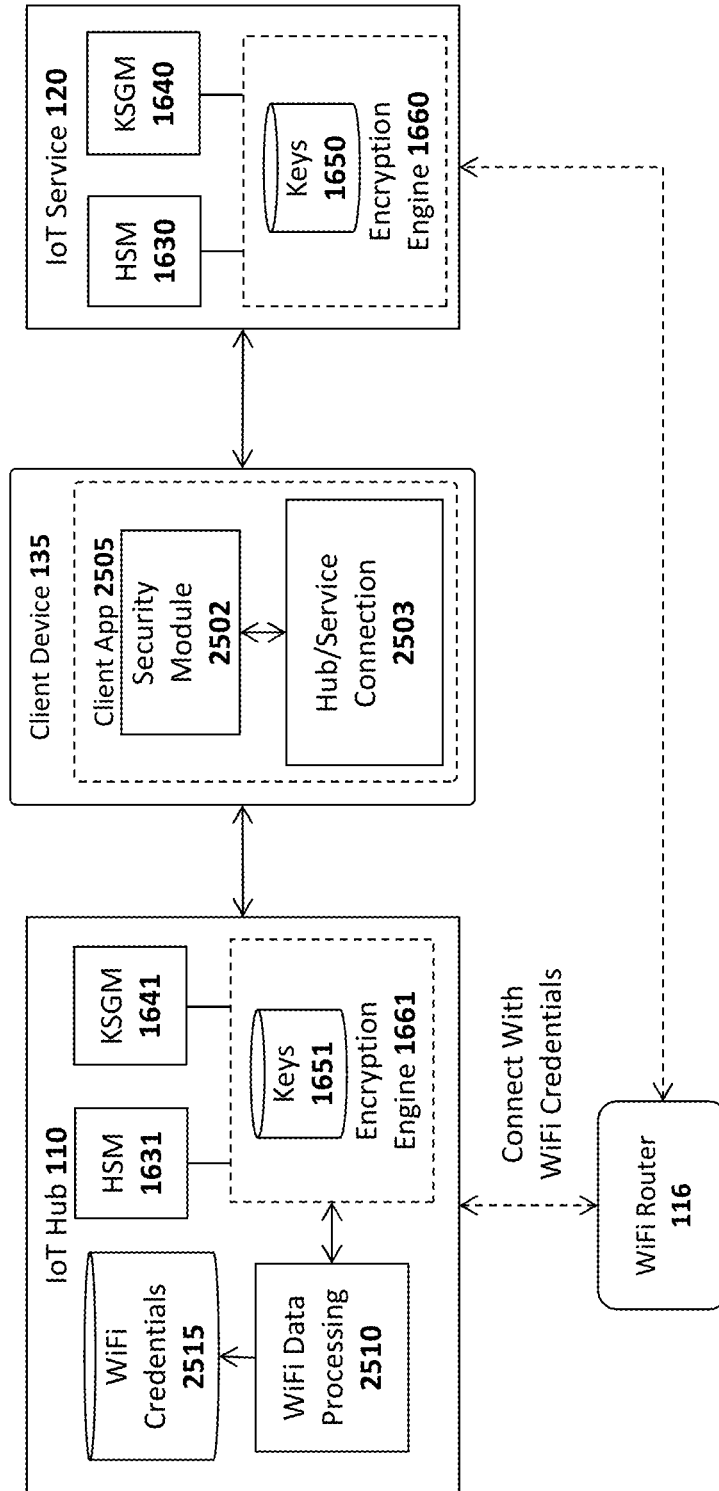 IoT Hub 110
WiFi
Credentials
2515
WiFi Data
Processing
2510
HSM
1631
KSGM
1641
Keys
1651
Encryption
Engine 1661
Connect With
WiFi Credentials
WiFi Router
116
Client Device 135
Client App 2505
Security
Module
2502
Hub/Service
Connection
2503
IoT Service 120
HSM
1630
KSGM
1640
Keys
1650
Encryption
Engine 1660